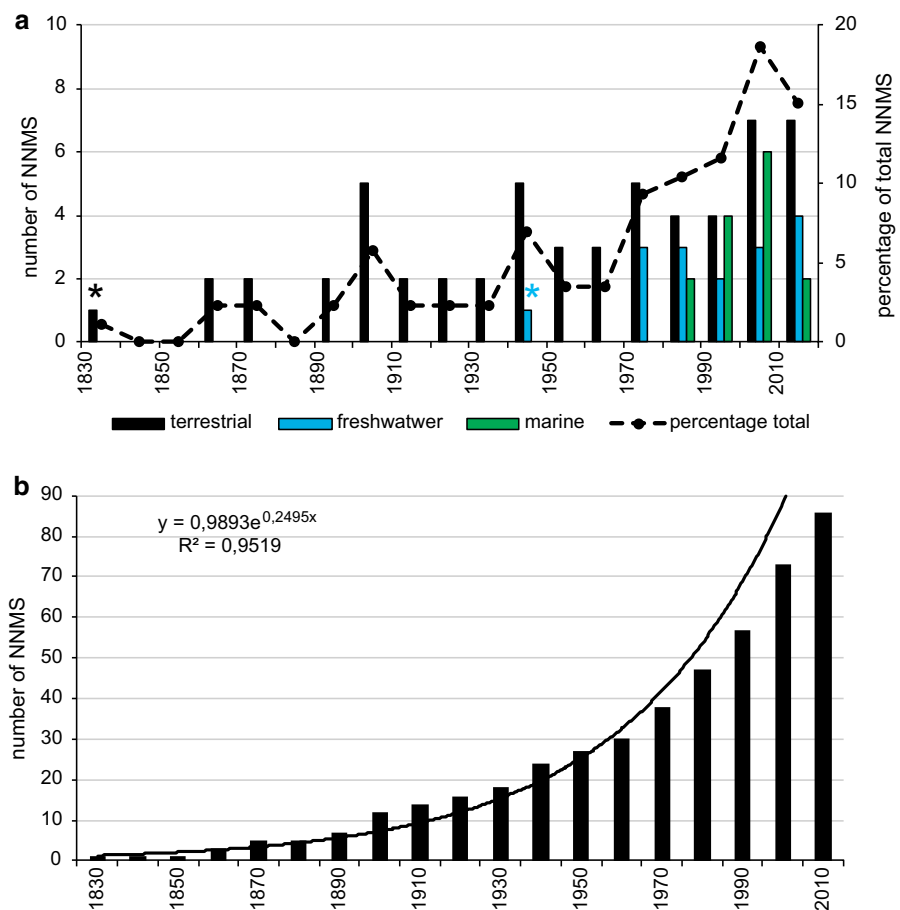 a
10 20
8 15
6
10
4
5
2
0 0
* *
number of NNMS
percentage of total NNMS
1830 1850 1870 1890 1910 1930 1950 1970 1990 2010
terrestrial freshwatwer marine percentage total
b
90
80
70
60
50
40
30
20
10
0
y = 0,9893e^0,2495x
R² = 0,9519
number of NNMS
1830 1850 1870 1890 1910 1930 1950 1970 1990 2010